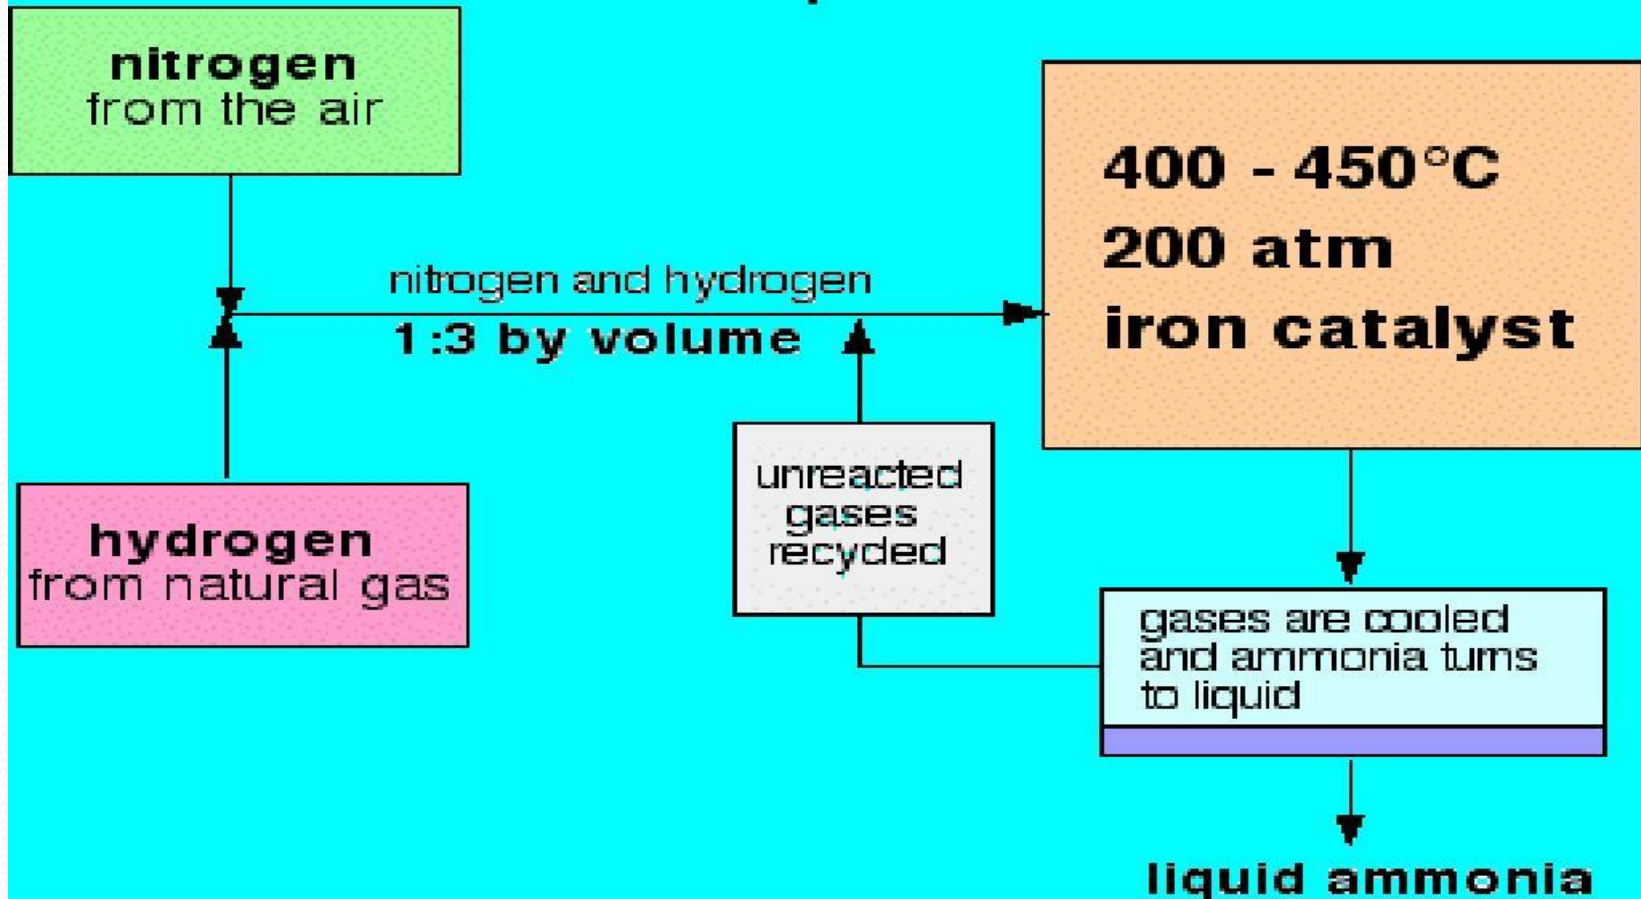 nitrogen
from the air
400 - 450°C
200 atm
iron catalyst
nitrogen and hydrogen
1:3 by volume
hydrogen
from natural gas
unreacted
gases
recycled
gases are cooled
and ammonia turns
to liquid
liquid ammonia